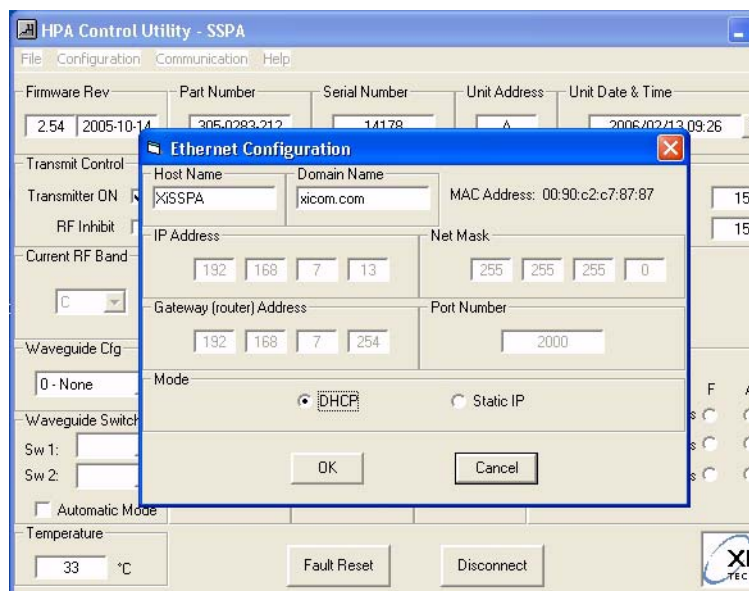 HPA Control Utility - SSPA
File Configuration Communication Help
Firmware Rev Part Number Serial Number Unit Address Unit Date & Time
2.54 2005-10-14 305-0283-212 14178 A 2006/02/13 09:26
Ethernet Configuration
Transmit Control
Transmitter ON
RF Inhibit
Host Name Domain Name
XiSSPA xicom.com MAC Address: 00:90:c2:c7:87:87
15
15
Current RF Band
C
IP Address Net Mask
192 168 7 13 255 255 255 0
Gateway (router) Address Port Number
192 168 7 254 2000
Waveguide Cfg
0 - None
Mode
DHCP Static IP
F
Waveguide Switch
Sw 1:
Sw 2:
s
s
s
OK Cancel
Automatic Mode
Temperature
33 °C
Fault Reset Disconnect